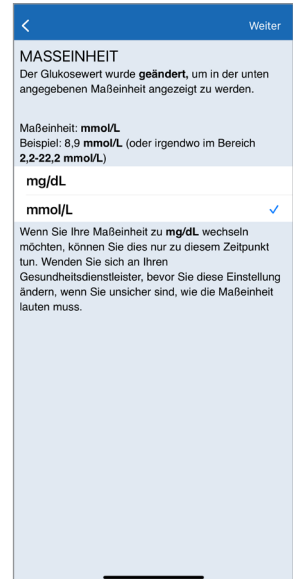 Weiter
MASSEINHEIT
Der Glukosewert wurde geändert, um in der unten
angegebenen Maßeinheit angezeigt zu werden.
Maßeinheit: mmol/L
Beispiel: 8,9 mmol/L (oder irgendwo im Bereich
2,2-22,2 mmol/L)
mg/dL
mmol/L
Wenn Sie Ihre Maßeinheit zu mg/dL wechseln
möchten, können Sie dies nur zu diesem Zeitpunkt
tun. Wenden Sie sich an Ihren
Gesundheitsdienstleister, bevor Sie diese Einstellung
ändern, wenn Sie unsicher sind, wie die Maßeinheit
lauten muss.